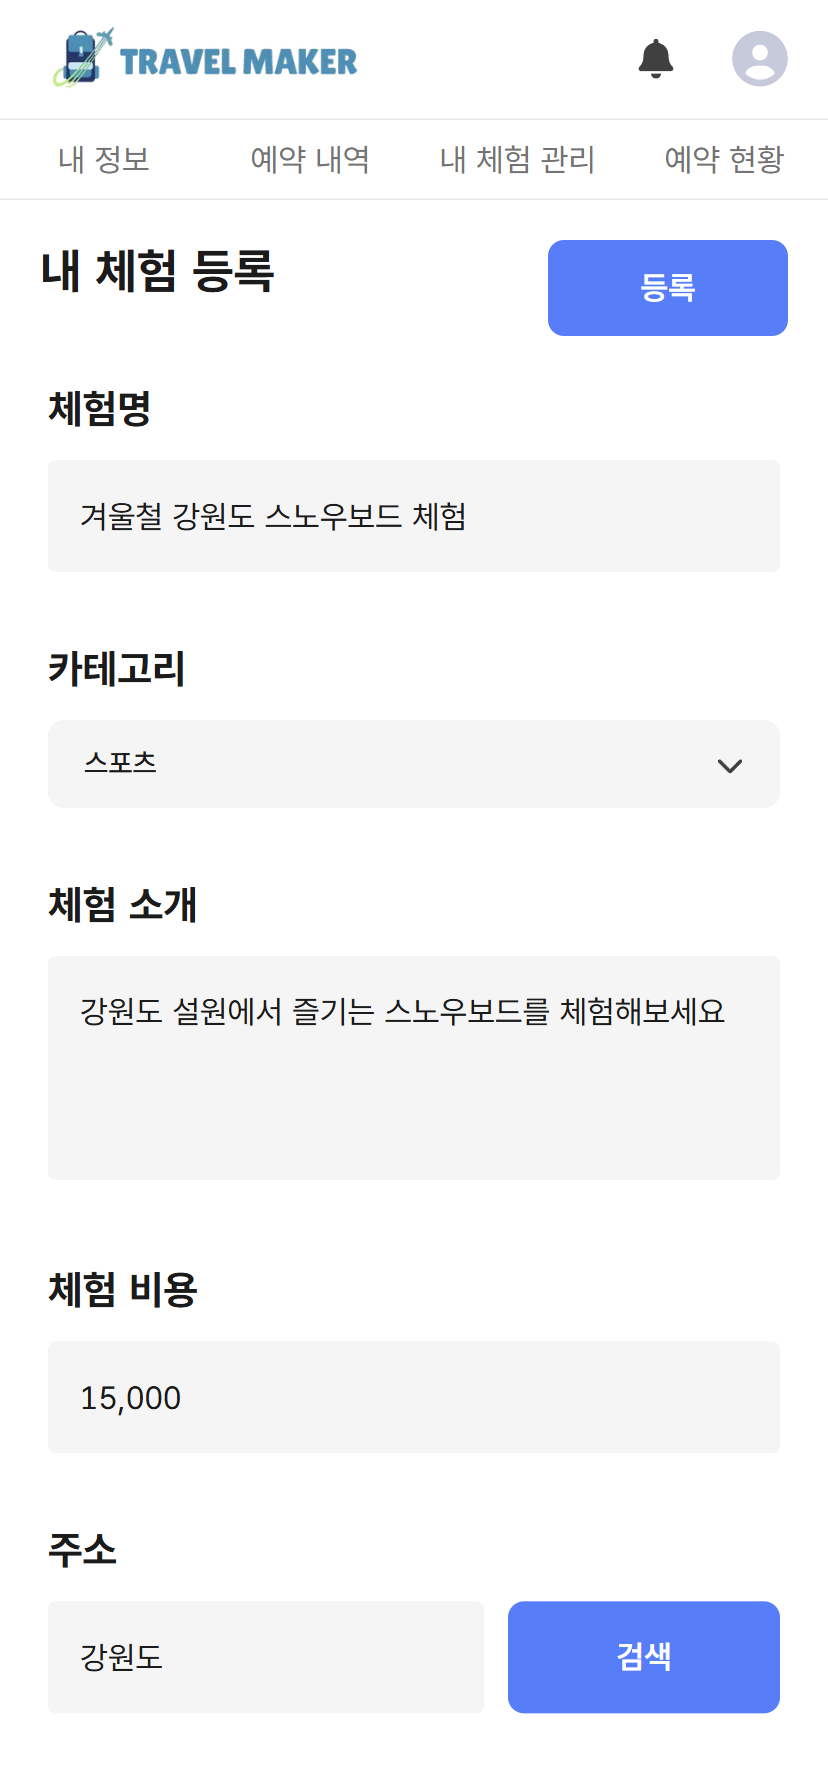 TRAVEL MAKER
내 정보 예약 내역 내 체험 관리 예약 현황
내 체험 등록
등록
체험명
겨울철 강원도 스노우보드 체험
카테고리
스포츠
체험 소개
강원도 설원에서 즐기는 스노우보드를 체험해보세요
체험 비용
15,000
주소
강원도
검색